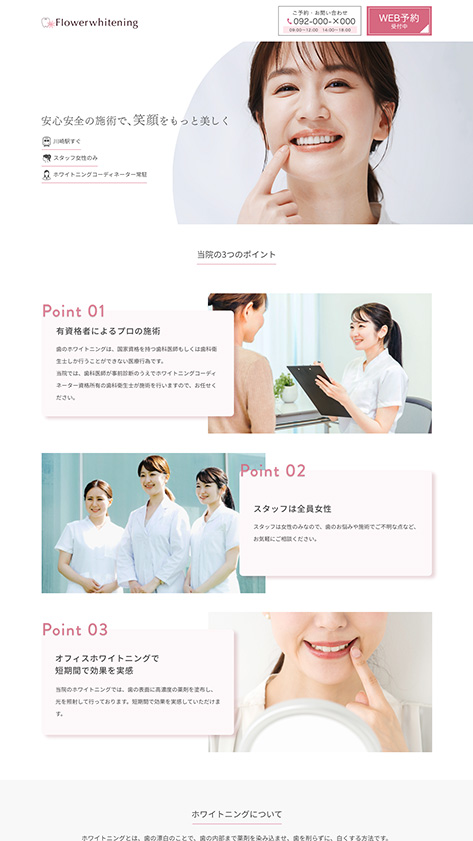 Flowerwhitening
ご予約・お問い合わせ
092-000-×000
09:00〜12:00 14:00〜18:00
WEB予約
受付中
安心安全の施術で、笑顔をもっと美しく
川崎駅すぐ
スタッフ女性のみ
ホワイトニングコーディネーター常駐
当院の3つのポイント
Point 01
有資格者によるプロの施術
歯のホワイトニングは、国家資格を持つ歯科医師もしくは歯科衛
生士しか行うことができない医療行為です。
当院では、歯科医師が事前診断のうえでホワイトニングコーディ
ネーター資格所有の歯科衛生士が施術を行いますので、お任せく
ださい。
Point 02
スタッフは全員女性
スタッフは女性のみなので、歯のお悩みや施術でご不明な点など、
お気軽にご相談ください。
Point 03
オフィスホワイトニングで
短期間で効果を実感
当院のホワイトニングでは、歯の表面に高濃度の薬剤を塗布し、
光を照射して行っております。短期間で効果を実感していただけま
す。
ホワイトニングについて
ホワイトニングとは、歯の漂白のことで、歯の内部まで薬剤を染み込ませ、歯を削らずに、白くする方法です。